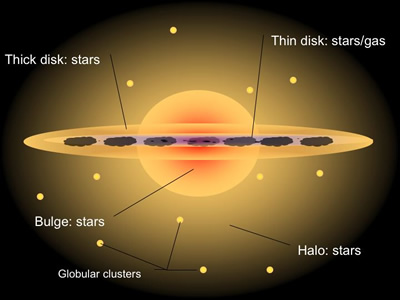 Thin disk: stars/gas
Thick disk: stars
Bulge: stars
Halo: stars
Globular clusters